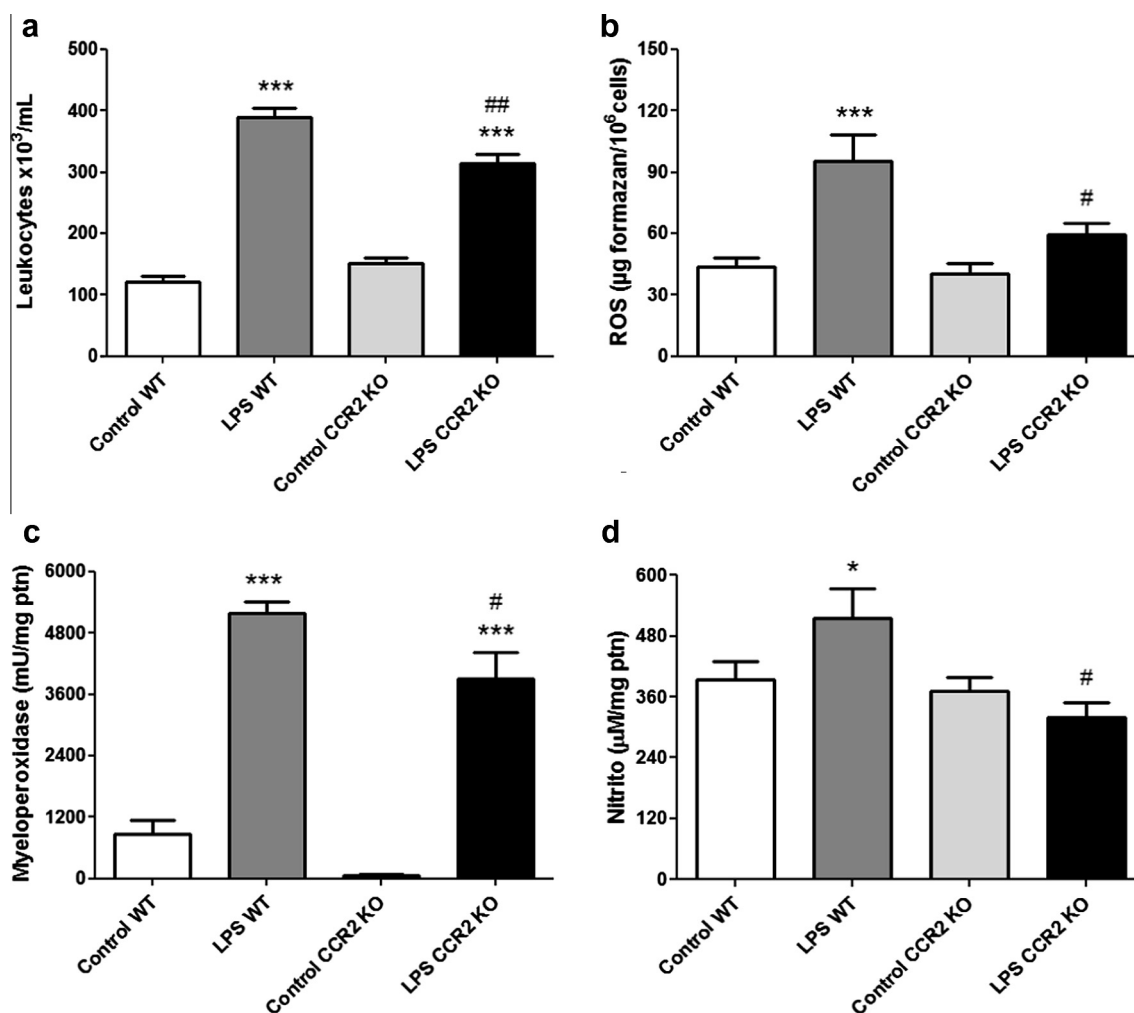 a
Leukocytes x10³/mL
500
400
300
200
100
0
***
##
***
Control WT
LPS WT
Control CCR2 KO
LPS CCR2 KO
b
ROS (µg formazan/10⁶cells)
150
120
90
60
30
0
***
#
Control WT
LPS WT
Control CCR2 KO
LPS CCR2 KO
c
Myeloperoxidase (mU/mg ptn)
6000
4800
3600
2400
1200
0
***
#
***
Control WT
LPS WT
Control CCR2 KO
LPS CCR2 KO
d
Nitrito (µM/mg ptn)
600
480
360
240
120
0
*
#
Control WT
LPS WT
Control CCR2 KO
LPS CCR2 KO